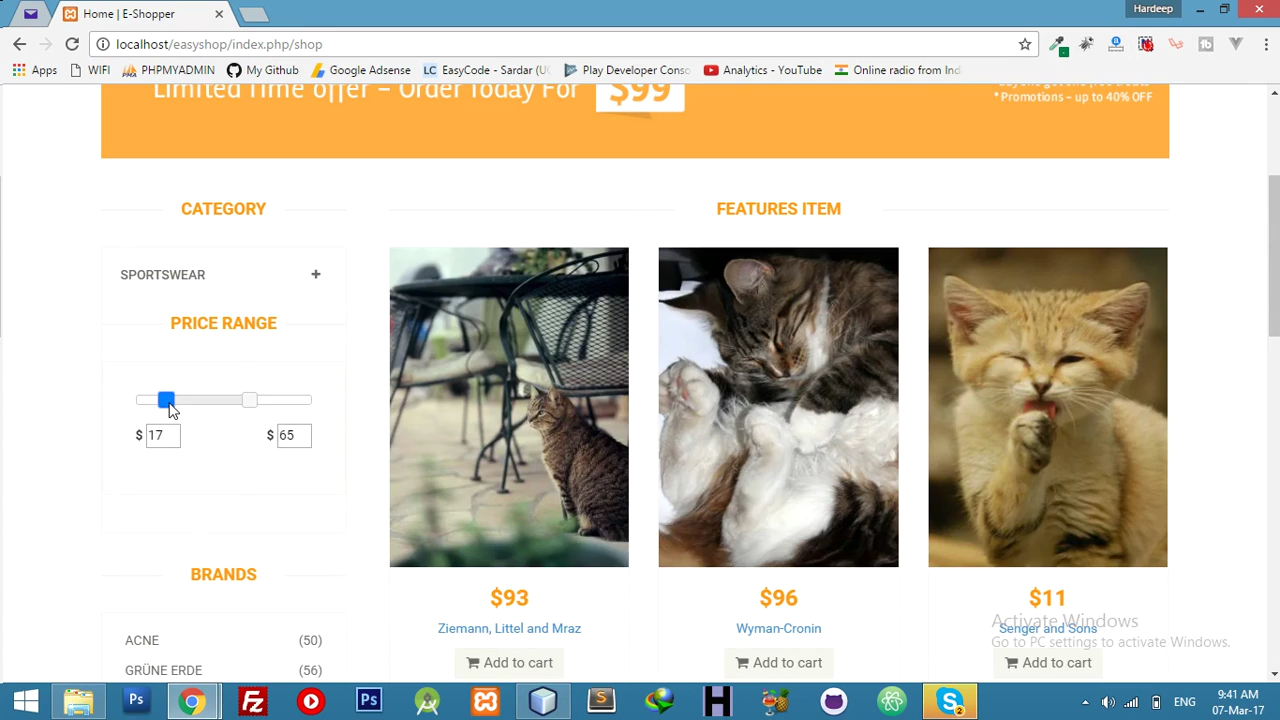 Home | E-Shopper
Hardeep
localhost/easyshop/index.php/shop
Apps WIFI PHPMYADMIN My Github Google Adsense LC EasyCode - Sardar (UC Play Developer Conso Analytics - YouTube Online radio from Ind
Limited Time offer – Order Today For $99
* Promotions – up to 40% OFF
CATEGORY
FEATURES ITEM
SPORTSWEAR +
PRICE RANGE
$ 17 $ 65
BRANDS
ACNE (50)
GRÜNE ERDE (56)
$93 $96 $11
Ziemann, Littel and Mraz Wyman-Cronin Senger and Sons
Add to cart Add to cart Add to cart
Activate Windows
Go to PC settings to activate Windows.
ENG
9:41 AM
07-Mar-17